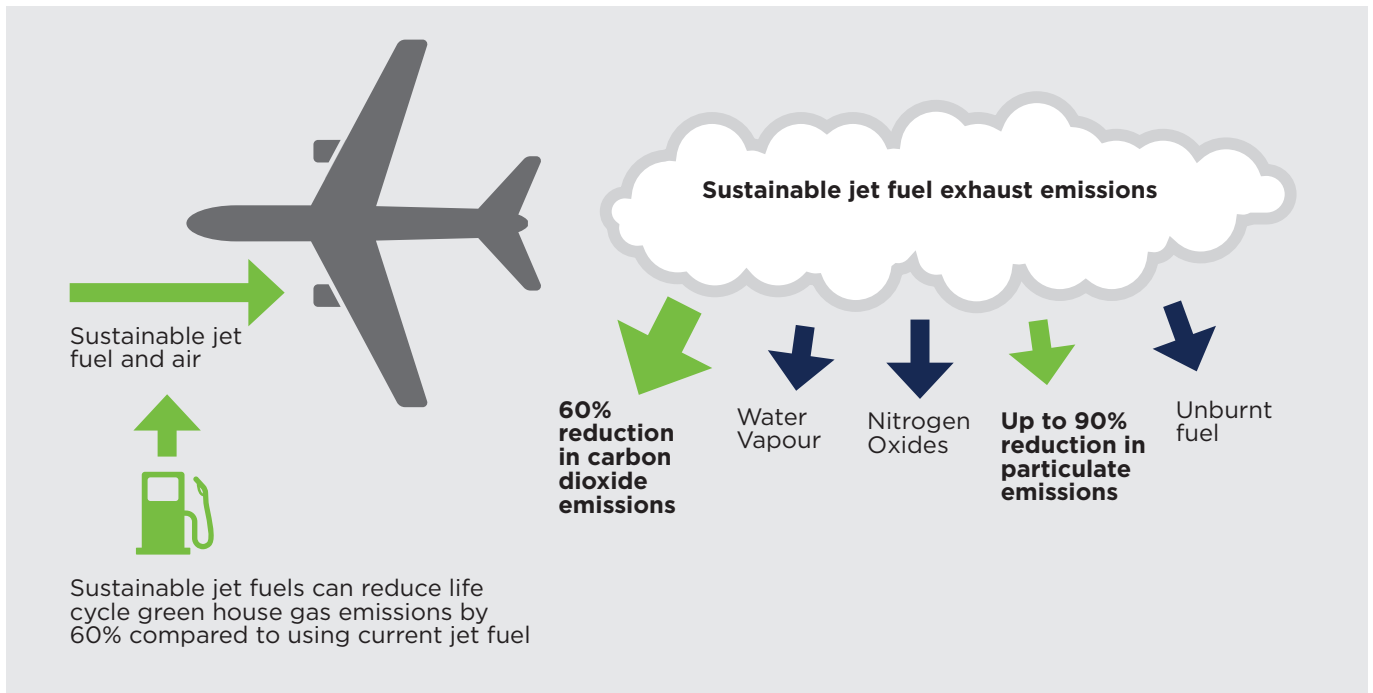 Sustainable jet fuel exhaust emissions
Sustainable jet
fuel and air
60%
reduction
in carbon
dioxide
emissions
Water
Vapour
Nitrogen
Oxides
Up to 90%
reduction in
particulate
emissions
Unburnt
fuel
Sustainable jet fuels can reduce life
cycle green house gas emissions by
60% compared to using current jet fuel